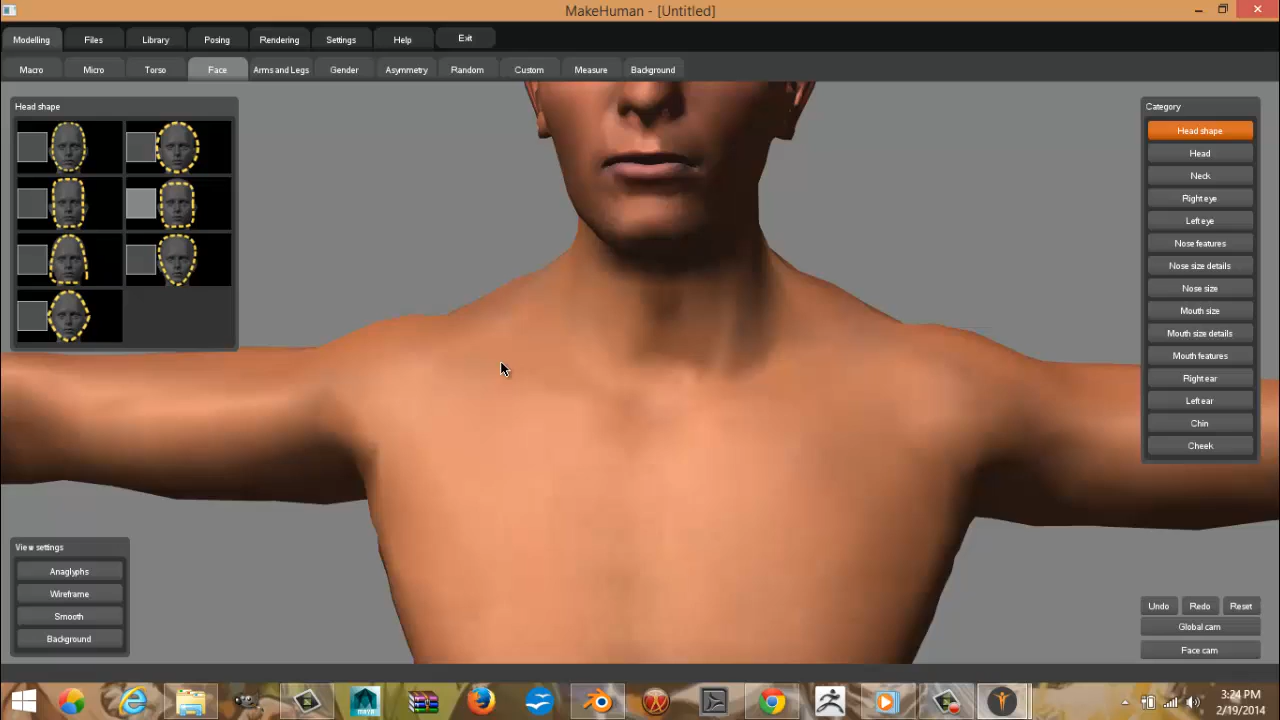 MakeHuman - [Untitled]
Modelling Files Library Posing Rendering Settings Help Exit
Macro Micro Torso Face Arms and Legs Gender Asymmetry Random Custom Measure Background
Head shape
Category
Head shape
Head
Neck
Right eye
Left eye
Nose features
Nose size details
Nose size
Mouth size
Mouth size details
Mouth features
Right ear
Left ear
Chin
Cheek
View settings
Anaglyphs
Wireframe
Smooth
Background
Undo Redo Reset
Global cam
Face cam
MAYA
3:24 PM
2/19/2014